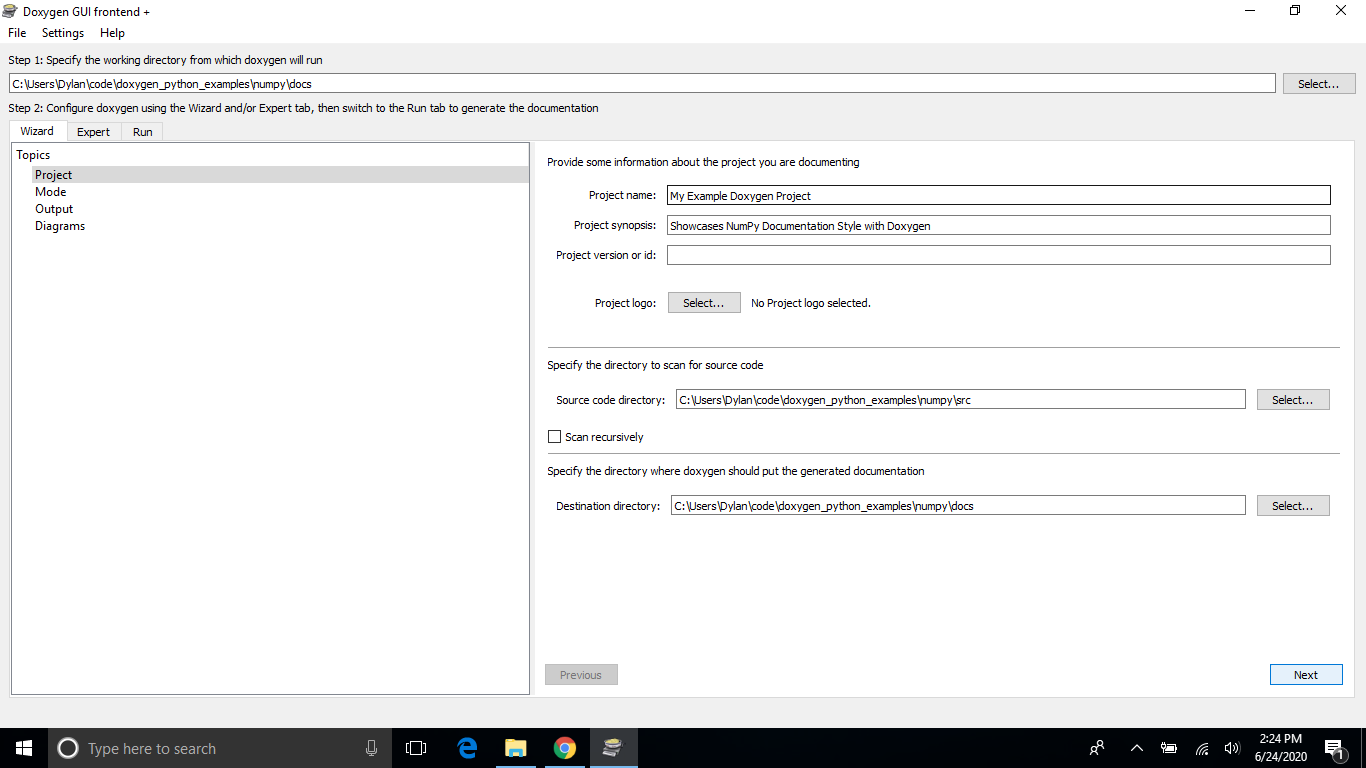 Doxygen GUI frontend +
File Settings Help
Step 1: Specify the working directory from which doxygen will run
C:\Users\Dylan\code\doxygen_python_examples\numpy\docs Select...
Step 2: Configure doxygen using the Wizard and/or Expert tab, then switch to the Run tab to generate the documentation
Wizard Expert Run
Topics
Project
Mode
Output
Diagrams
Provide some information about the project you are documenting
Project name: My Example Doxygen Project
Project synopsis: Showcases NumPy Documentation Style with Doxygen
Project version or id:
Project logo: Select... No Project logo selected.
Specify the directory to scan for source code
Source code directory: C:\Users\Dylan\code\doxygen_python_examples\numpy\src Select...
Scan recursively
Specify the directory where doxygen should put the generated documentation
Destination directory: C:\Users\Dylan\code\doxygen_python_examples\numpy\docs Select...
Previous Next
Type here to search
2:24 PM
6/24/2020
1